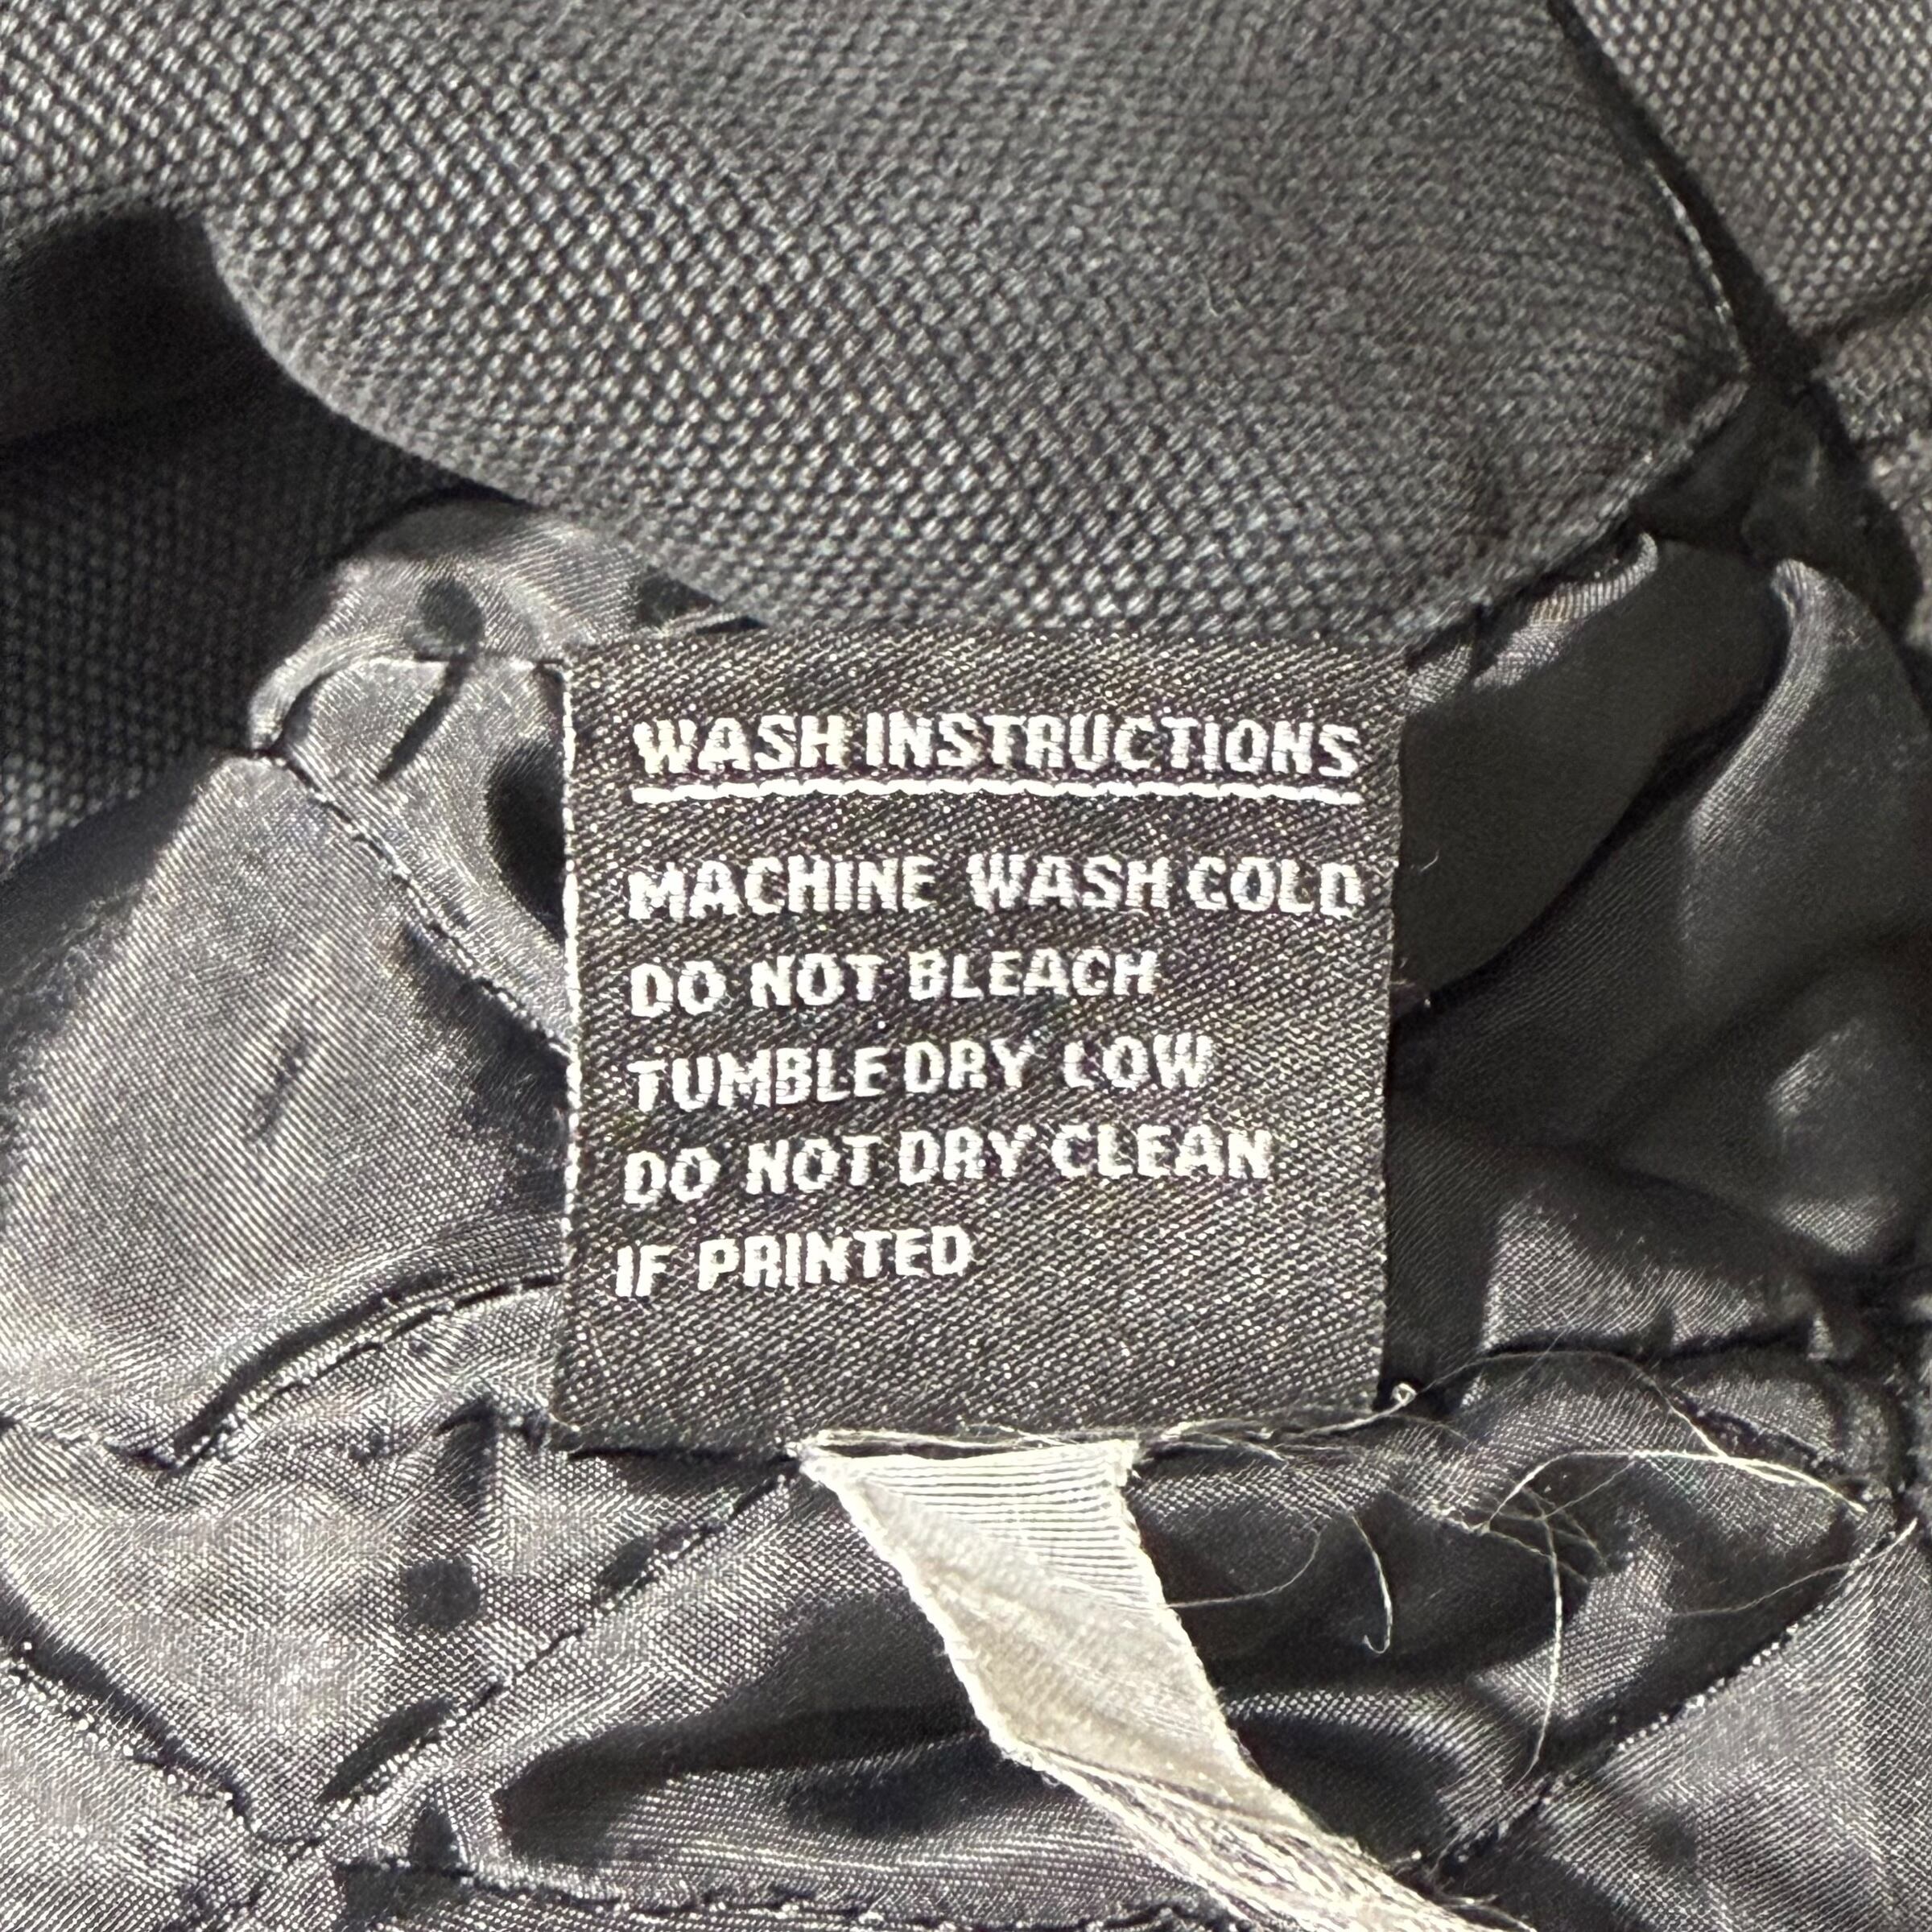 WASH INSTRUCTIONS
MACHINE WASH COLD
DO NOT BLEACH
TUMBLE DRY LOW
DO NOT DRY CLEAN
IF PRINTED